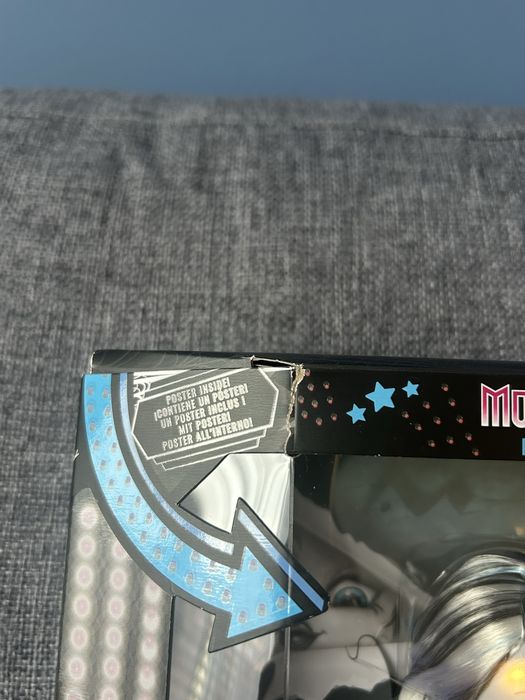 POSTER INSIDE!
¡CONTIENE UN PÓSTER!
UN POSTER INCLUS !
MIT POSTER!
POSTER ALL'INTERNO!